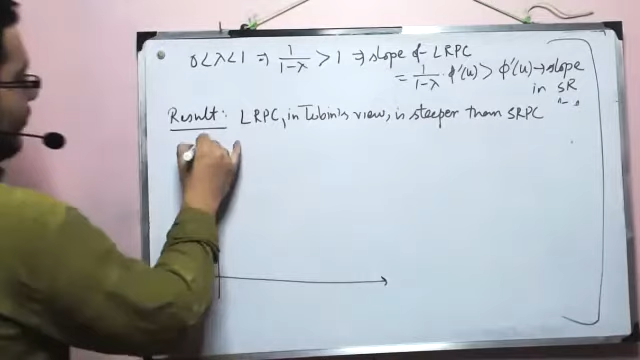 0<λ<1 ⇒ 1/(1-λ) > 1 ⇒ slope of LRPC
= 1/(1-λ) · φ'(u) > φ'(u) → slope
in SR
Result: LRPC, in Tobin's view, is steeper than SRPC